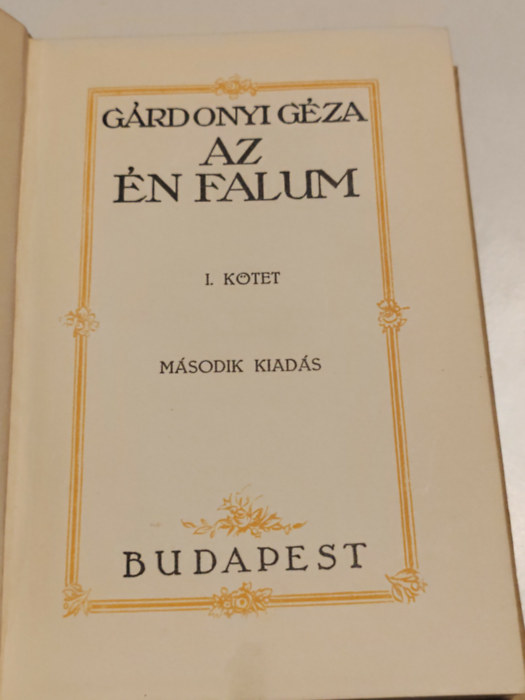 GÁRDONYI GÉZA
AZ
ÉN FALUM
I. KÖTET
MÁSODIK KIADÁS
BUDAPEST